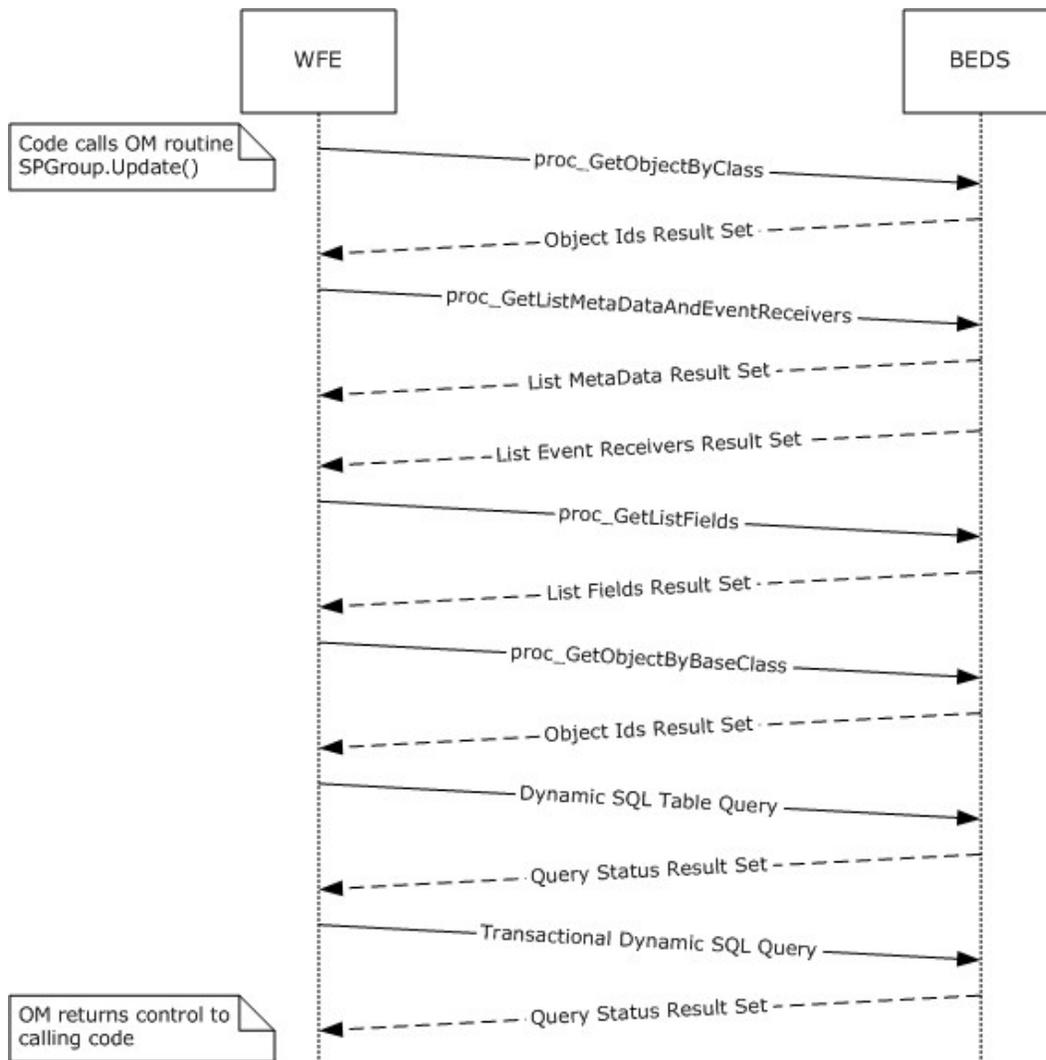 WFE
BEDS
Code calls OM routine
SPGroup.Update()
proc_GetObjectByClass
Object Ids Result Set
proc_GetListMetaDataAndEventReceivers
List MetaData Result Set
List Event Receivers Result Set
proc_GetListFields
List Fields Result Set
proc_GetObjectByBaseClass
Object Ids Result Set
Dynamic SQL Table Query
Query Status Result Set
Transactional Dynamic SQL Query
Query Status Result Set
OM returns control to
calling code